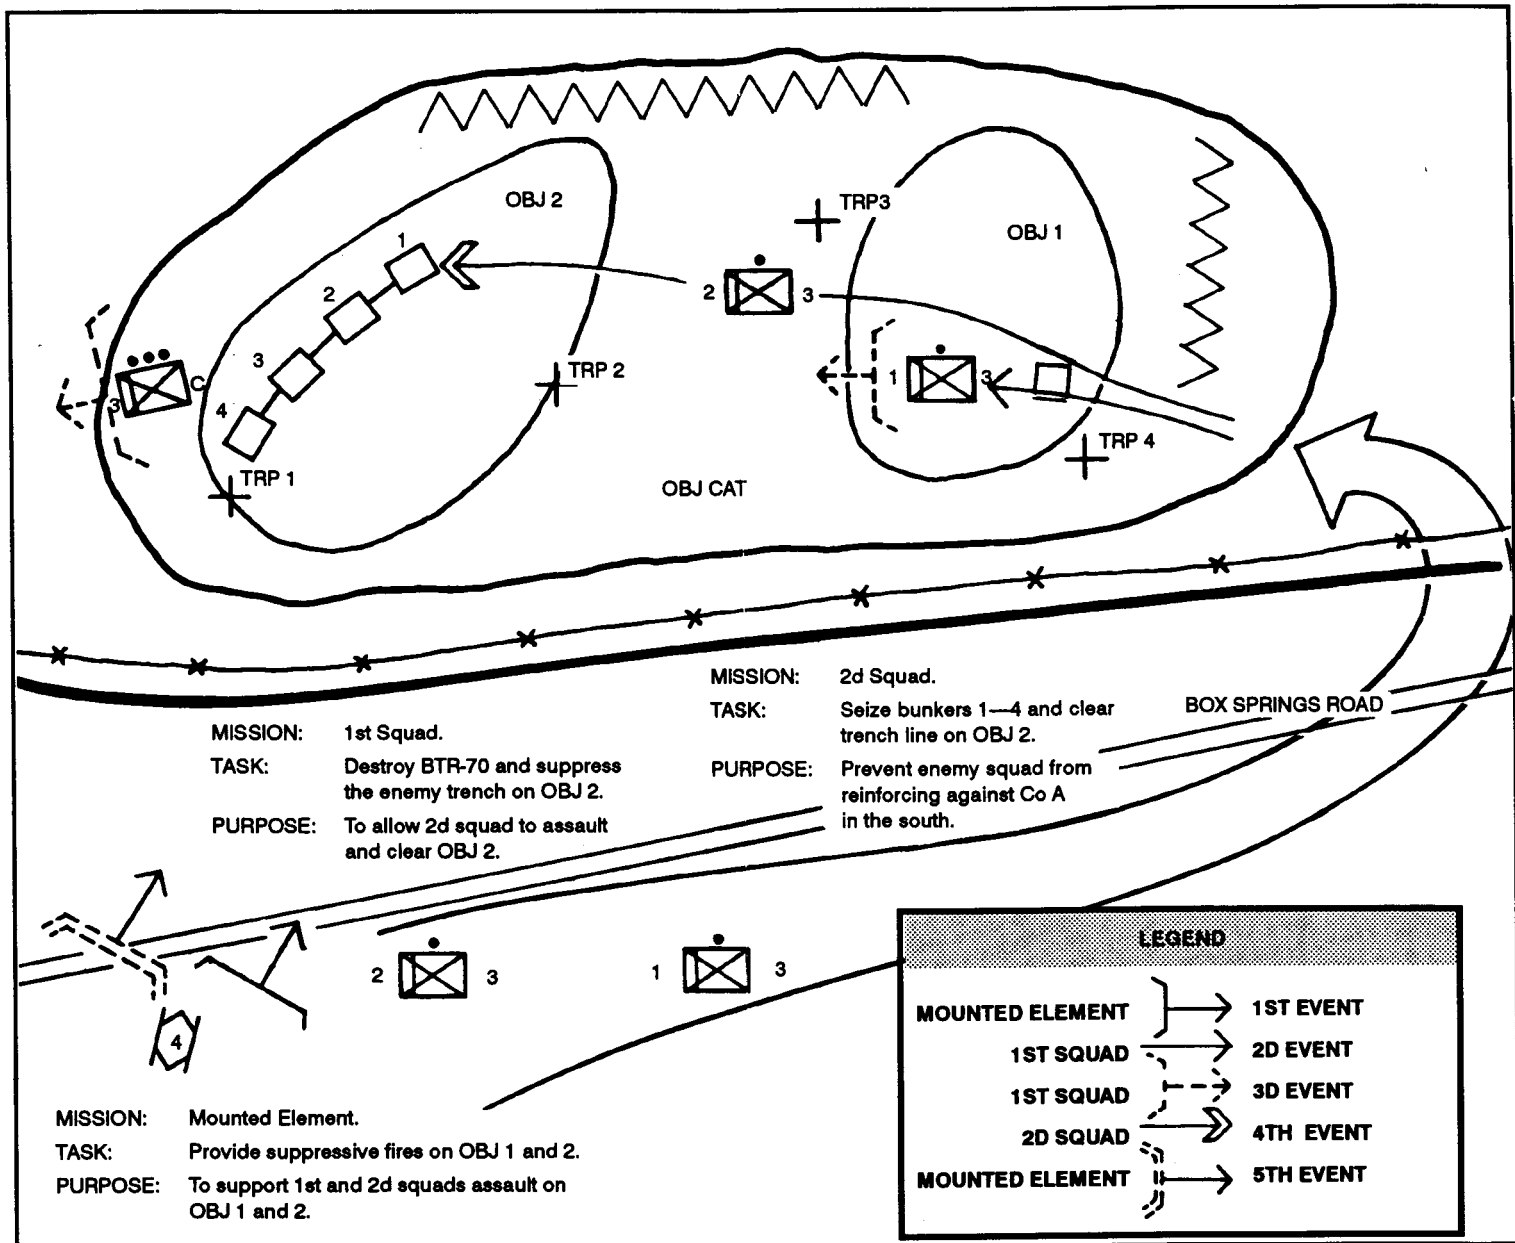 OBJ 2
TRP3
OBJ 1
1
2
2
3
3
TRP 2
C
3
1
3
4
TRP 1
TRP 4
OBJ CAT
MISSION: 2d Squad.
TASK: Seize bunkers 1—4 and clear
trench line on OBJ 2.
PURPOSE: Prevent enemy squad from
reinforcing against Co A
in the south.
BOX SPRINGS ROAD
MISSION: 1st Squad.
TASK: Destroy BTR-70 and suppress
the enemy trench on OBJ 2.
PURPOSE: To allow 2d squad to assault
and clear OBJ 2.
2 3
1 3
4
MISSION: Mounted Element.
TASK: Provide suppressive fires on OBJ 1 and 2.
PURPOSE: To support 1st and 2d squads assault on
OBJ 1 and 2.
LEGEND
MOUNTED ELEMENT 1ST EVENT
1ST SQUAD 2D EVENT
1ST SQUAD 3D EVENT
2D SQUAD 4TH EVENT
MOUNTED ELEMENT 5TH EVENT